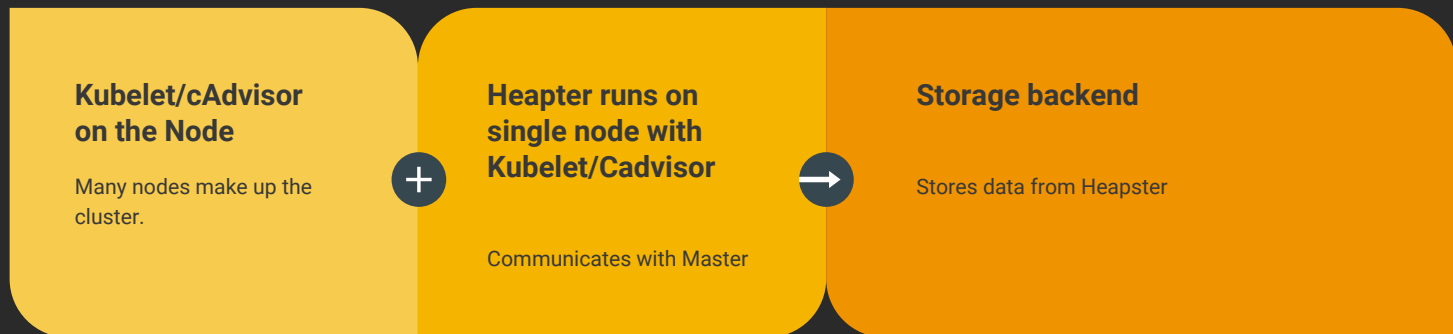 Kubelet/cAdvisor
on the Node
Many nodes make up the
cluster.
Heapter runs on
single node with
Kubelet/Cadvisor
Communicates with Master
Storage backend
Stores data from Heapster